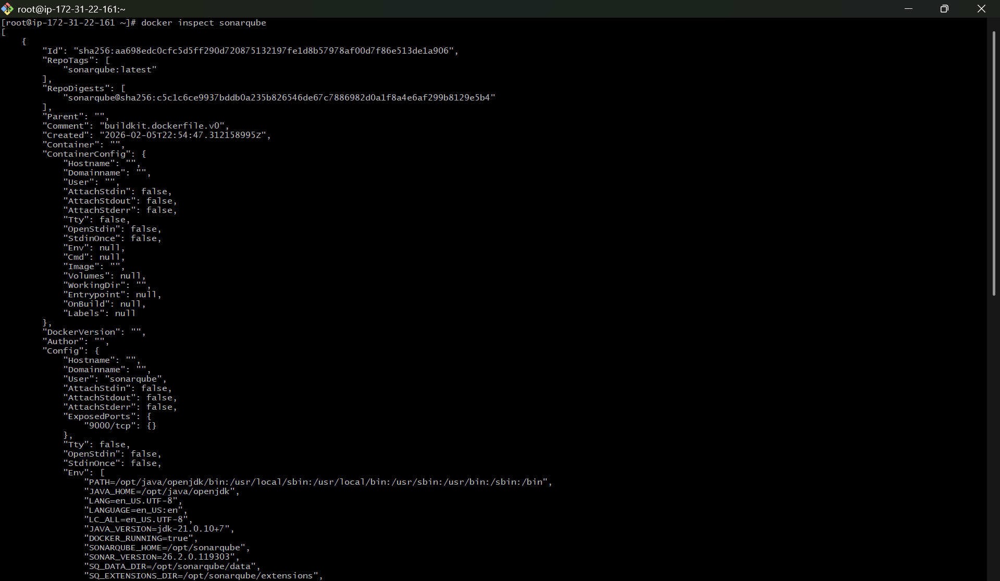 root@ip-172-31-22-161:~
[root@ip-172-31-22-161 ~]# docker inspect sonarqube
[
    {
        "Id": "sha256:aa698edc0cfc5d5ff290d720875132197fe1d8b57978af00d7f86e513de1a906",
        "RepoTags": [
            "sonarqube:latest"
        ],
        "RepoDigests": [
            "sonarqube@sha256:c5c1c6ce9937bddb0a235b826546de67c7886982d0a1f8a4e6af299b8129e5b4"
        ],
        "Parent": "",
        "Comment": "buildkit.dockerfile.v0",
        "Created": "2026-02-05T22:54:47.312158995Z",
        "Container": "",
        "ContainerConfig": {
            "Hostname": "",
            "Domainname": "",
            "User": "",
            "AttachStdin": false,
            "AttachStdout": false,
            "AttachStderr": false,
            "Tty": false,
            "OpenStdin": false,
            "StdinOnce": false,
            "Env": null,
            "Cmd": null,
            "Image": "",
            "Volumes": null,
            "WorkingDir": "",
            "Entrypoint": null,
            "OnBuild": null,
            "Labels": null
        },
        "DockerVersion": "",
        "Author": "",
        "Config": {
            "Hostname": "",
            "Domainname": "",
            "User": "sonarqube",
            "AttachStdin": false,
            "AttachStdout": false,
            "AttachStderr": false,
            "ExposedPorts": {
                "9000/tcp": {}
            },
            "Tty": false,
            "OpenStdin": false,
            "StdinOnce": false,
            "Env": [
                "PATH=/opt/java/openjdk/bin:/usr/local/sbin:/usr/local/bin:/usr/sbin:/usr/bin:/sbin:/bin",
                "JAVA_HOME=/opt/java/openjdk",
                "LANG=en_US.UTF-8",
                "LANGUAGE=en_US:en",
                "LC_ALL=en_US.UTF-8",
                "JAVA_VERSION=jdk-21.0.10+7",
                "DOCKER_RUNNING=true",
                "SONARQUBE_HOME=/opt/sonarqube",
                "SONAR_VERSION=26.2.0.119303",
                "SQ_DATA_DIR=/opt/sonarqube/data",
                "SQ_EXTENSIONS_DIR=/opt/sonarqube/extensions",